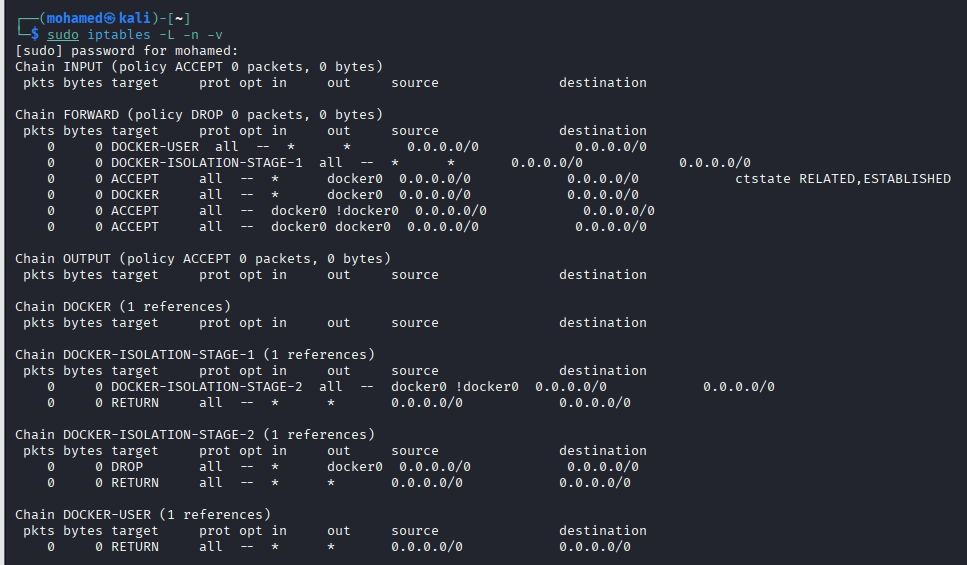 ┌──(mohamed㉿kali)-[~]
└─$ sudo iptables -L -n -v
[sudo] password for mohamed:
Chain INPUT (policy ACCEPT 0 packets, 0 bytes)
 pkts bytes target     prot opt in     out     source               destination

Chain FORWARD (policy DROP 0 packets, 0 bytes)
 pkts bytes target     prot opt in     out     source               destination
    0     0 DOCKER-USER  all  --  *      *       0.0.0.0/0            0.0.0.0/0
    0     0 DOCKER-ISOLATION-STAGE-1  all  --  *      *       0.0.0.0/0            0.0.0.0/0
    0     0 ACCEPT     all  --  *      docker0  0.0.0.0/0            0.0.0.0/0            ctstate RELATED,ESTABLISHED
    0     0 DOCKER     all  --  *      docker0  0.0.0.0/0            0.0.0.0/0
    0     0 ACCEPT     all  --  docker0 !docker0  0.0.0.0/0            0.0.0.0/0
    0     0 ACCEPT     all  --  docker0 docker0  0.0.0.0/0            0.0.0.0/0

Chain OUTPUT (policy ACCEPT 0 packets, 0 bytes)
 pkts bytes target     prot opt in     out     source               destination

Chain DOCKER (1 references)
 pkts bytes target     prot opt in     out     source               destination

Chain DOCKER-ISOLATION-STAGE-1 (1 references)
 pkts bytes target     prot opt in     out     source               destination
    0     0 DOCKER-ISOLATION-STAGE-2  all  --  docker0 !docker0  0.0.0.0/0            0.0.0.0/0
    0     0 RETURN     all  --  *      *       0.0.0.0/0            0.0.0.0/0

Chain DOCKER-ISOLATION-STAGE-2 (1 references)
 pkts bytes target     prot opt in     out     source               destination
    0     0 DROP       all  --  *      docker0  0.0.0.0/0            0.0.0.0/0
    0     0 RETURN     all  --  *      *       0.0.0.0/0            0.0.0.0/0

Chain DOCKER-USER (1 references)
 pkts bytes target     prot opt in     out     source               destination
    0     0 RETURN     all  --  *      *       0.0.0.0/0            0.0.0.0/0